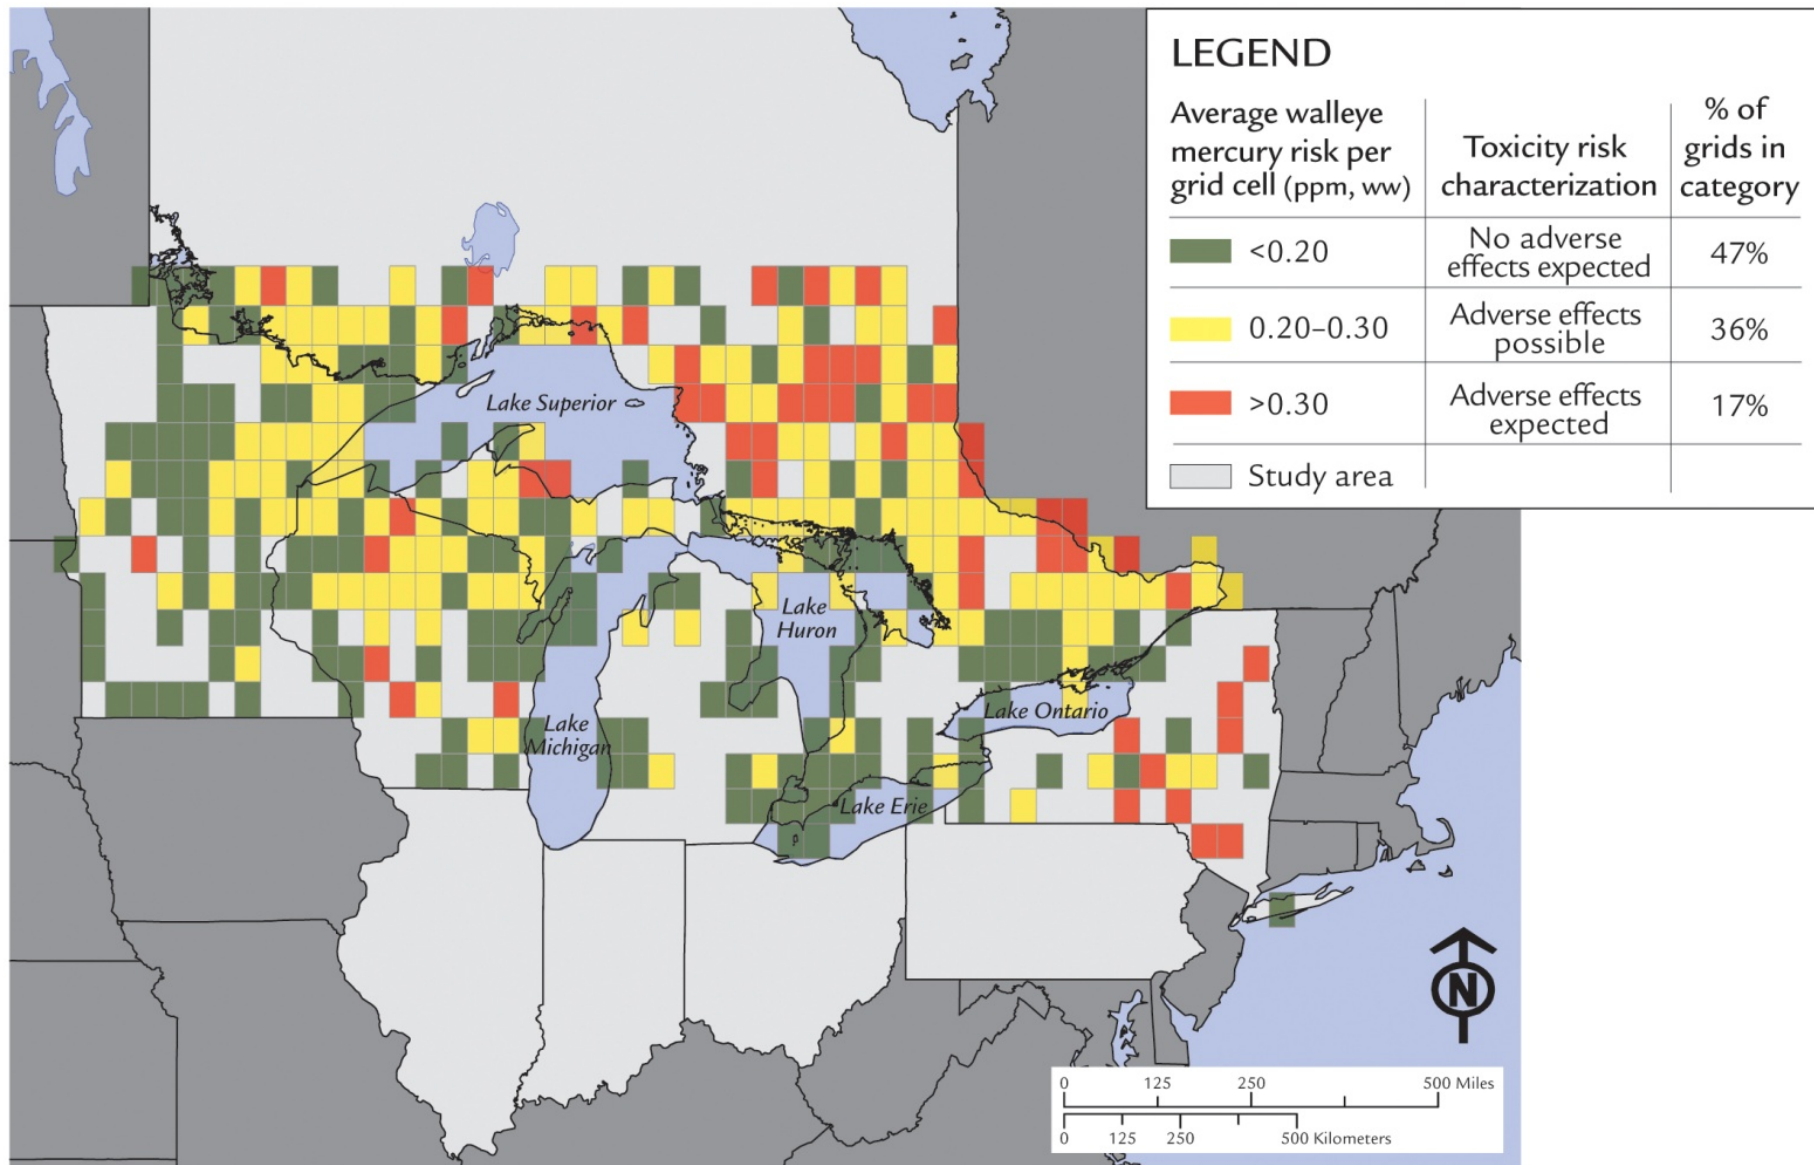 LEGEND
Average walleye
mercury risk per
grid cell (ppm, ww)
Toxicity risk
characterization
% of
grids in
category
<0.20
No adverse
effects expected
47%
0.20–0.30
Adverse effects
possible
36%
>0.30
Adverse effects
expected
17%
Study area
Lake Superior
Lake
Huron
Lake Ontario
Lake
Michigan
Lake Erie
N
0 125 250 500 Miles
0 125 250 500 Kilometers